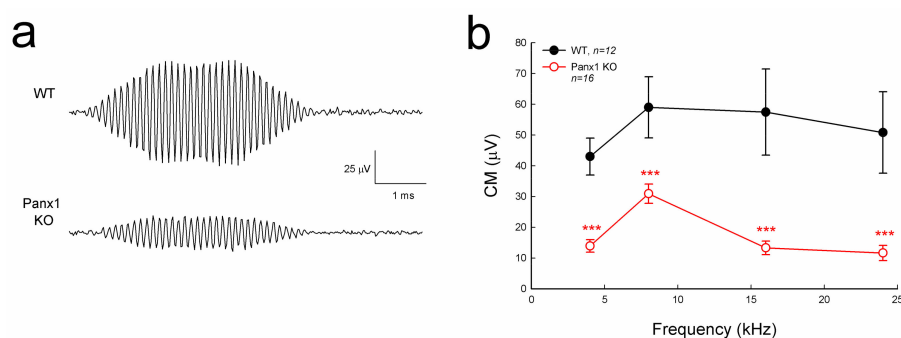 a
WT
25 μV
1 ms
Panx1
KO
b
80
70
60
50
40
30
20
10
0
CM (μV)
WT, n=12
Panx1 KO
n=16
***
***
***
***
0 5 10 15 20 25
Frequency (kHz)